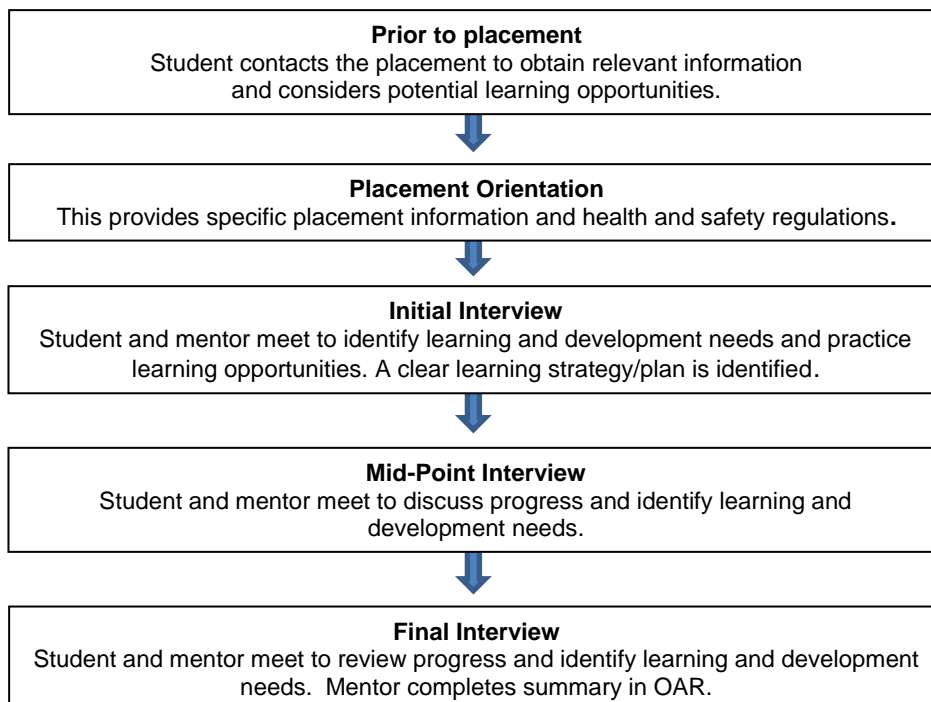 Prior to placement
Student contacts the placement to obtain relevant information
and considers potential learning opportunities.
Placement Orientation
This provides specific placement information and health and safety regulations.
Initial Interview
Student and mentor meet to identify learning and development needs and practice
learning opportunities. A clear learning strategy/plan is identified.
Mid-Point Interview
Student and mentor meet to discuss progress and identify learning and
development needs.
Final Interview
Student and mentor meet to review progress and identify learning and development
needs.  Mentor completes summary in OAR.